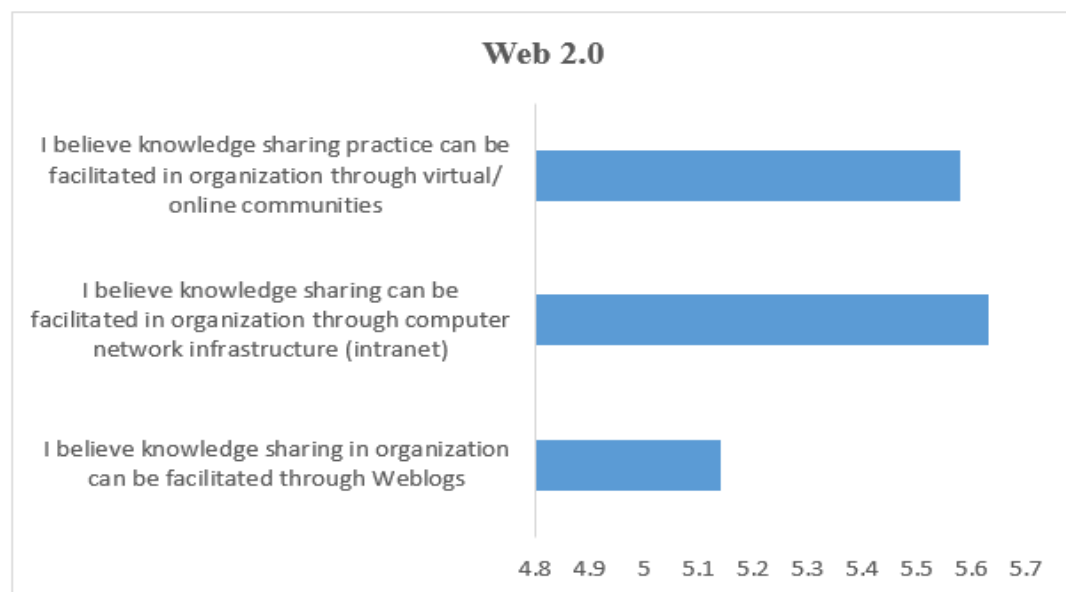 Web 2.0
I believe knowledge sharing practice can be
facilitated in organization through virtual/
online communities
I believe knowledge sharing can be
facilitated in organization through computer
network infrastructure (intranet)
I believe knowledge sharing in organization
can be facilitated through Weblogs
4.8 4.9 5 5.1 5.2 5.3 5.4 5.5 5.6 5.7